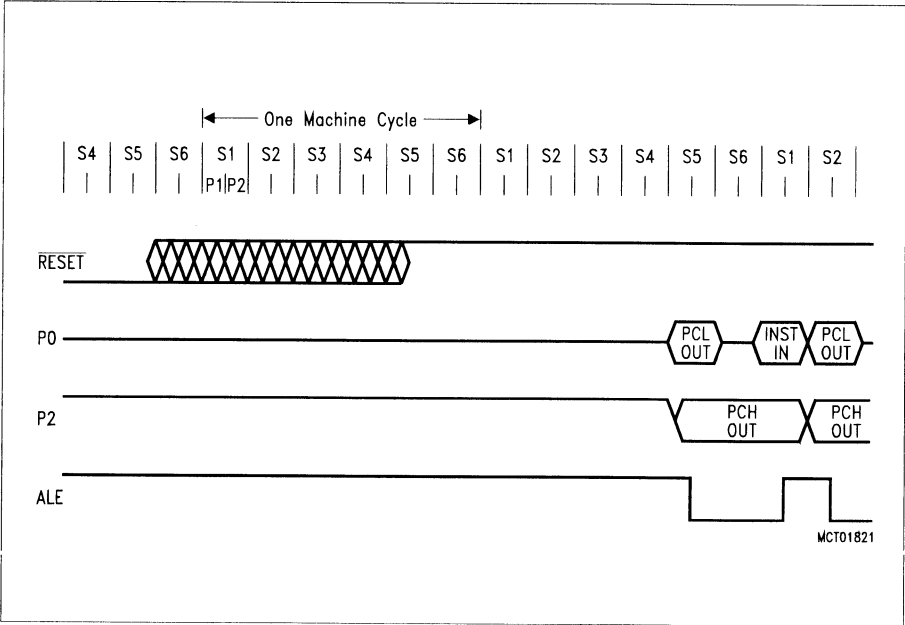 One Machine Cycle
S4 S5 S6 S1 S2 S3 S4 S5 S6 S1 S2 S3 S4 S5 S6 S1 S2
P1 P2
RESET
P0 PCL OUT INST IN PCL OUT
P2 PCH OUT PCH OUT
ALE
MCT01821